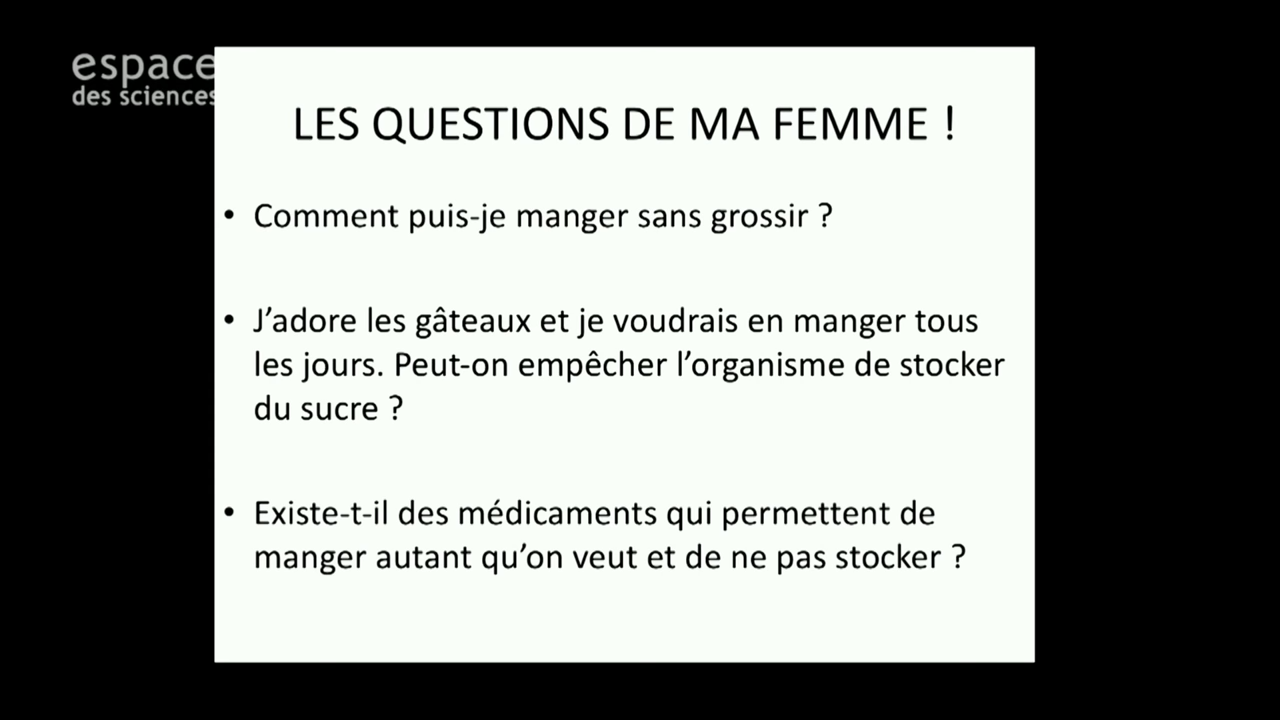 espace
des sciences
LES QUESTIONS DE MA FEMME !
• Comment puis-je manger sans grossir ?
• J’adore les gâteaux et je voudrais en manger tous
les jours. Peut-on empêcher l’organisme de stocker
du sucre ?
• Existe-t-il des médicaments qui permettent de
manger autant qu’on veut et de ne pas stocker ?